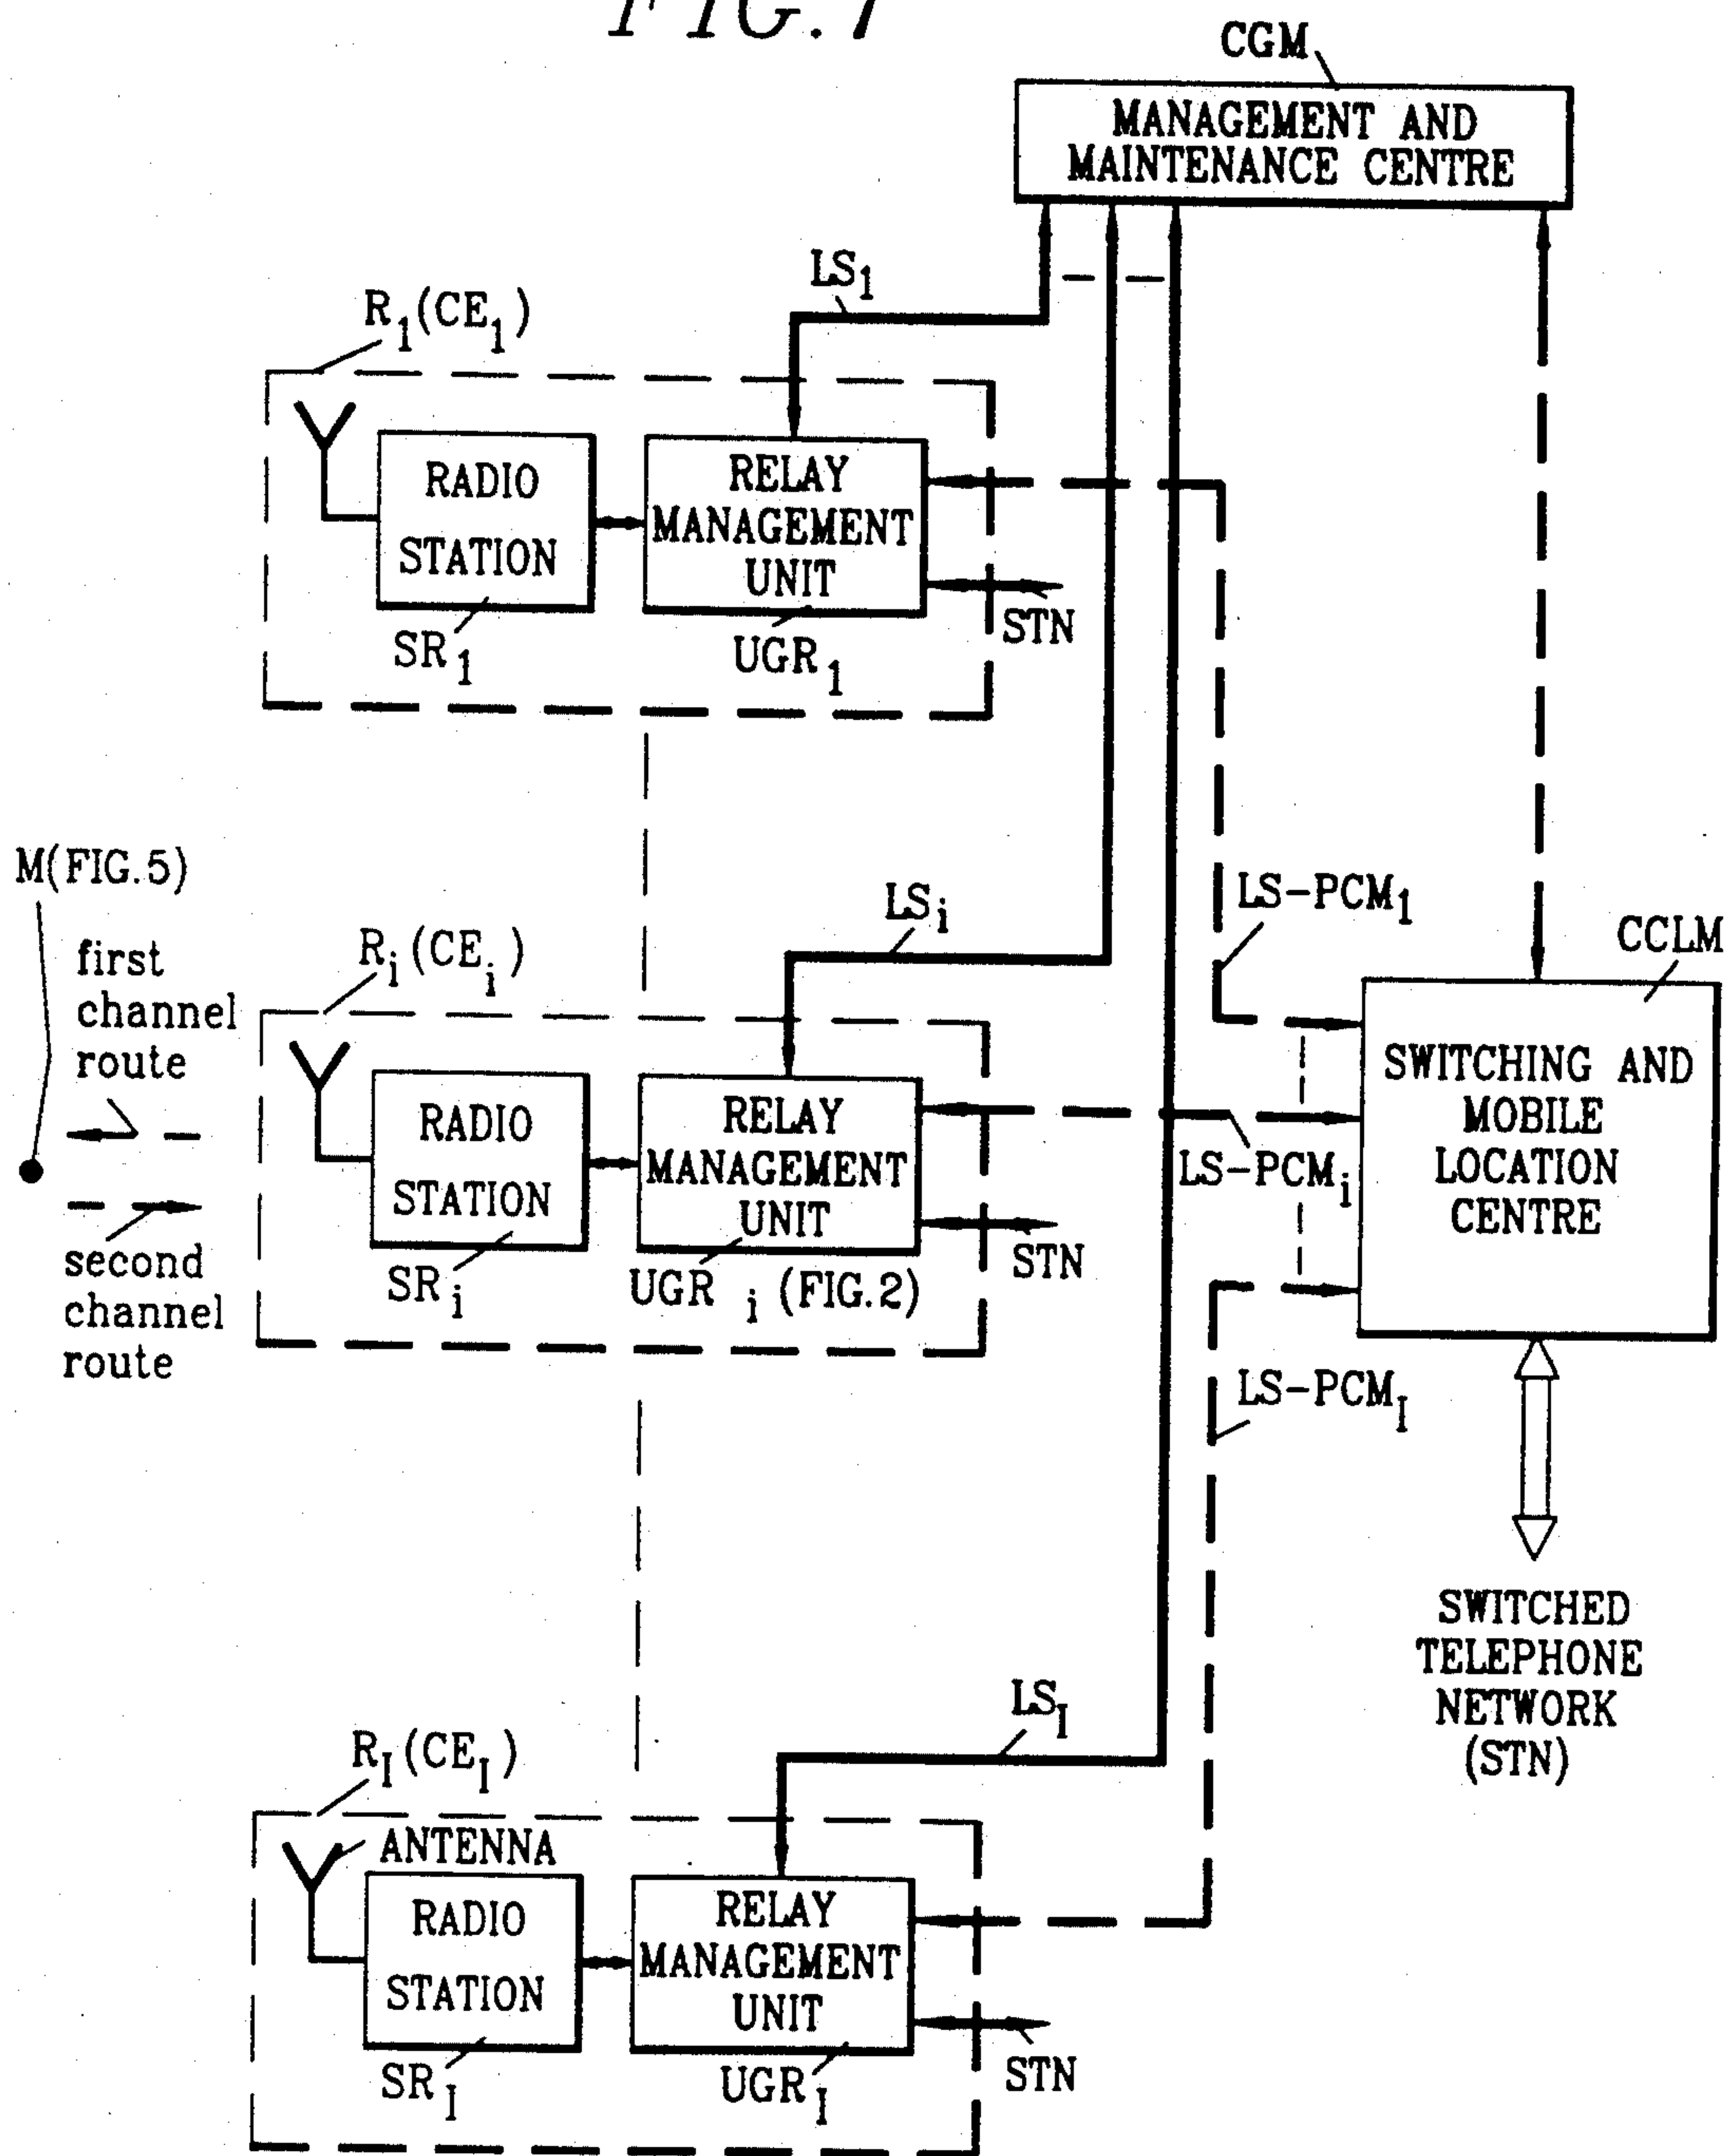 FIG. 1
CGM
MANAGEMENT AND
MAINTENANCE CENTRE
LS1
R1(CE1)
RADIO
STATION
RELAY
MANAGEMENT
UNIT
STN
SR1
UGR1
M(FIG.5)
first
channel
route
second
channel
route
LSi
Ri(CEi)
RADIO
STATION
RELAY
MANAGEMENT
UNIT
STN
SRi
UGRi (FIG.2)
LS-PCM1
CCLM
SWITCHING AND
MOBILE
LOCATION
CENTRE
LS-PCMi
LS-PCMI
SWITCHED
TELEPHONE
NETWORK
(STN)
LSI
RI(CEI)
ANTENNA
RADIO
STATION
RELAY
MANAGEMENT
UNIT
STN
SRI
UGRI